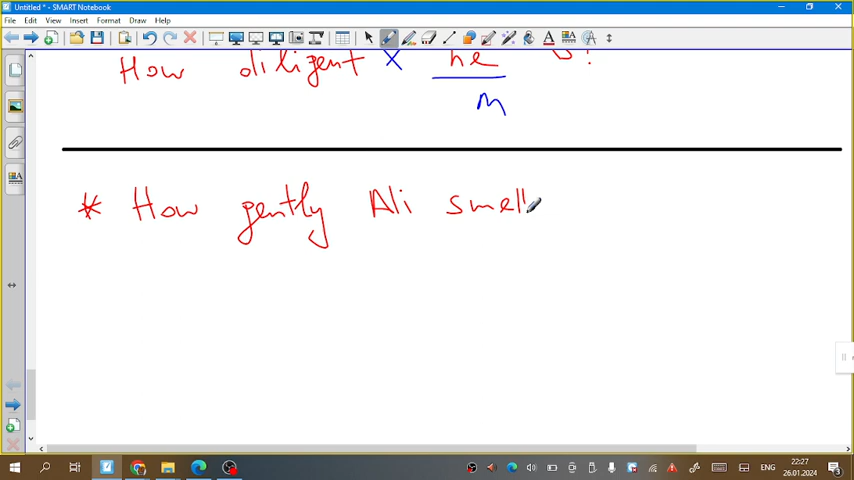 Untitled * - SMART Notebook
File Edit View Insert Format Draw Help
How diligent X he
M
* How gently Ali smell
ENG
22:27
26.01.2024
3